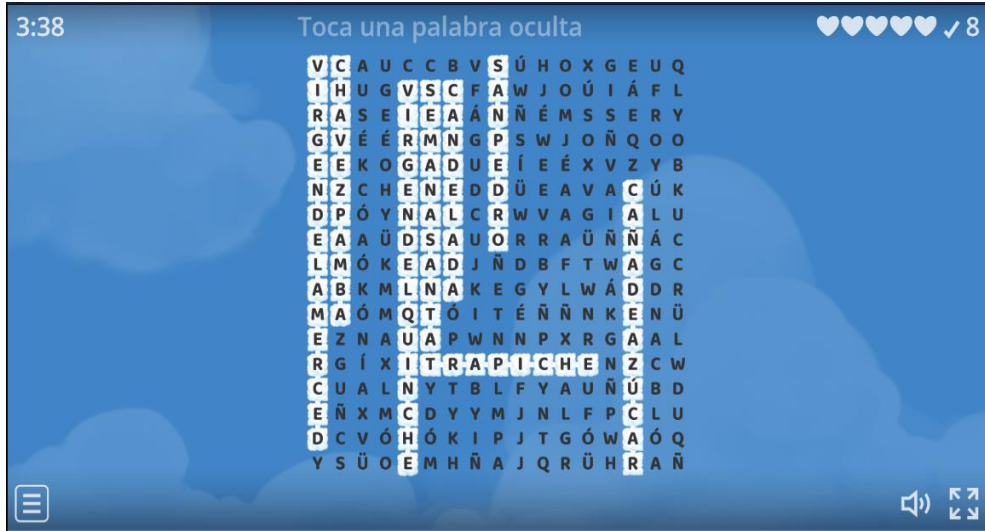 3:38 Toca una palabra oculta 8
V C A U C C B V S Ú H O X G E U Q
I H U G V S C F A W J O Ú I Á F L
R A S E I E A Á N Ñ É M S S E R Y
G V É É R M N G P S W J O Ñ Q O O
E E K O G A D U E Í E É X V Z Y B
N Z C H E N E D D Ü E A V A C Ú K
D P Ó Y N A L C R W V A G I A L U
E A A Ü D S A U O R R A Ü Ñ Ñ Á C
L M Ó K E A D J Ñ D B F T W A G C
A B K M L N A K E G Y L W Á D D R
M A Ó M Q T Ó I T É Ñ Ñ N K E N Ü
E Z N A U A P W N N P X R G A A L
R G Í X I T R A P I C H E N Z C W
C U A L N Y T B L F Y A U Ñ Ú B D
E Ñ X M C D Y Y M J N L F P C L U
D C V Ó H Ó K I P J T G Ó W A Ó Q
Y S Ü O E M H Ñ A J Q R Ü H R A Ñ